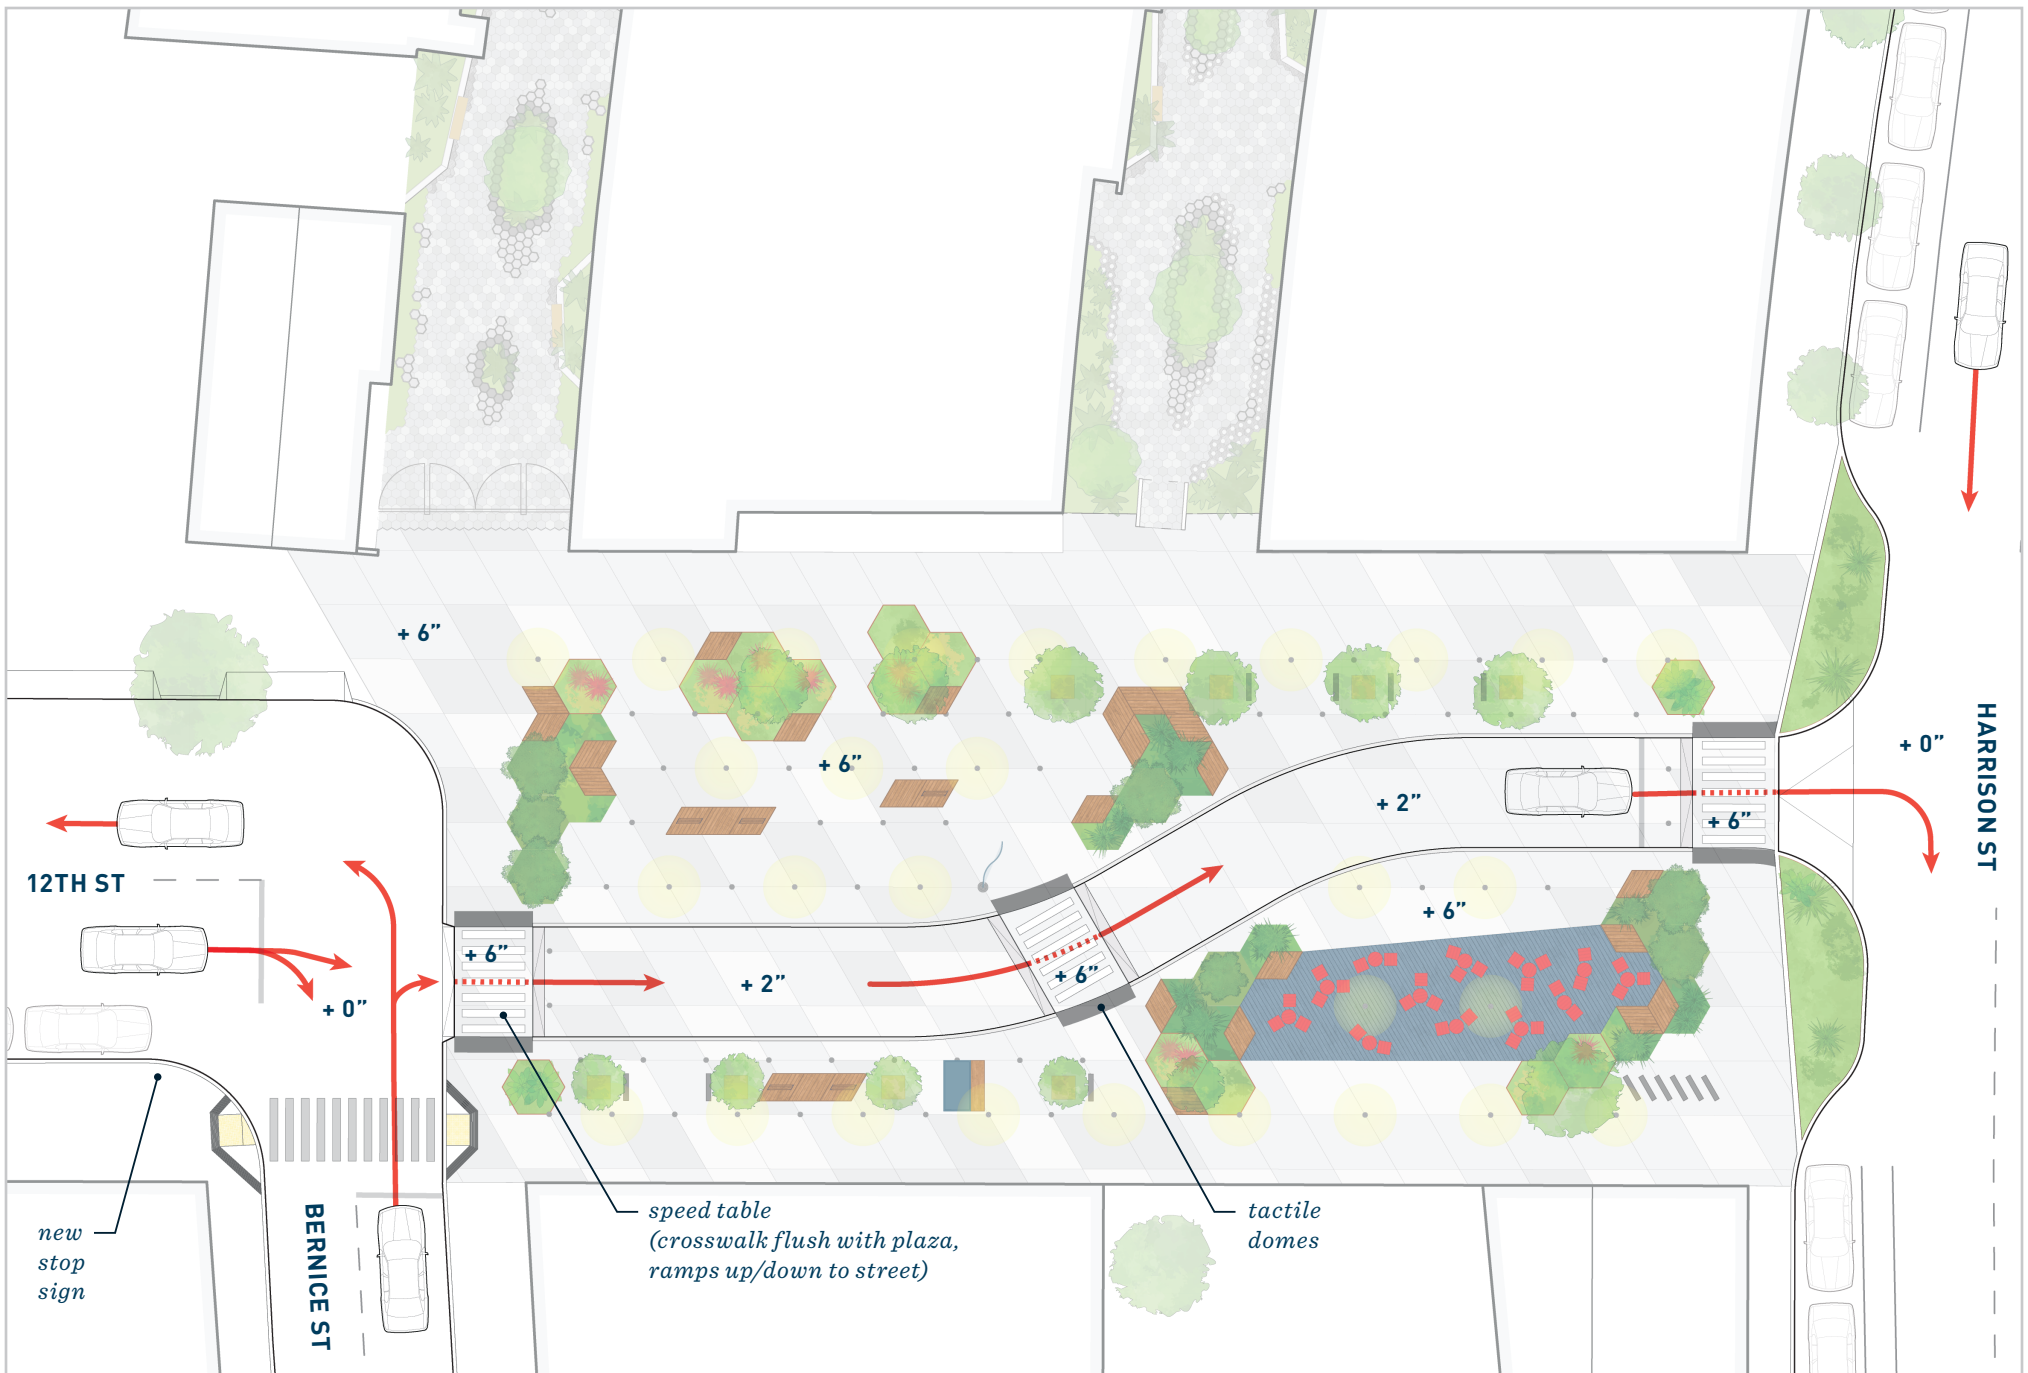 + 6”
HARRISON ST
+ 0”
+ 6”
+ 2”
+ 6”
12TH ST
+ 6”
+ 6”
+ 6”
+ 2”
+ 0”
new
stop
sign
BERNICE ST
speed table
(crosswalk flush with plaza,
ramps up/down to street)
tactile
domes